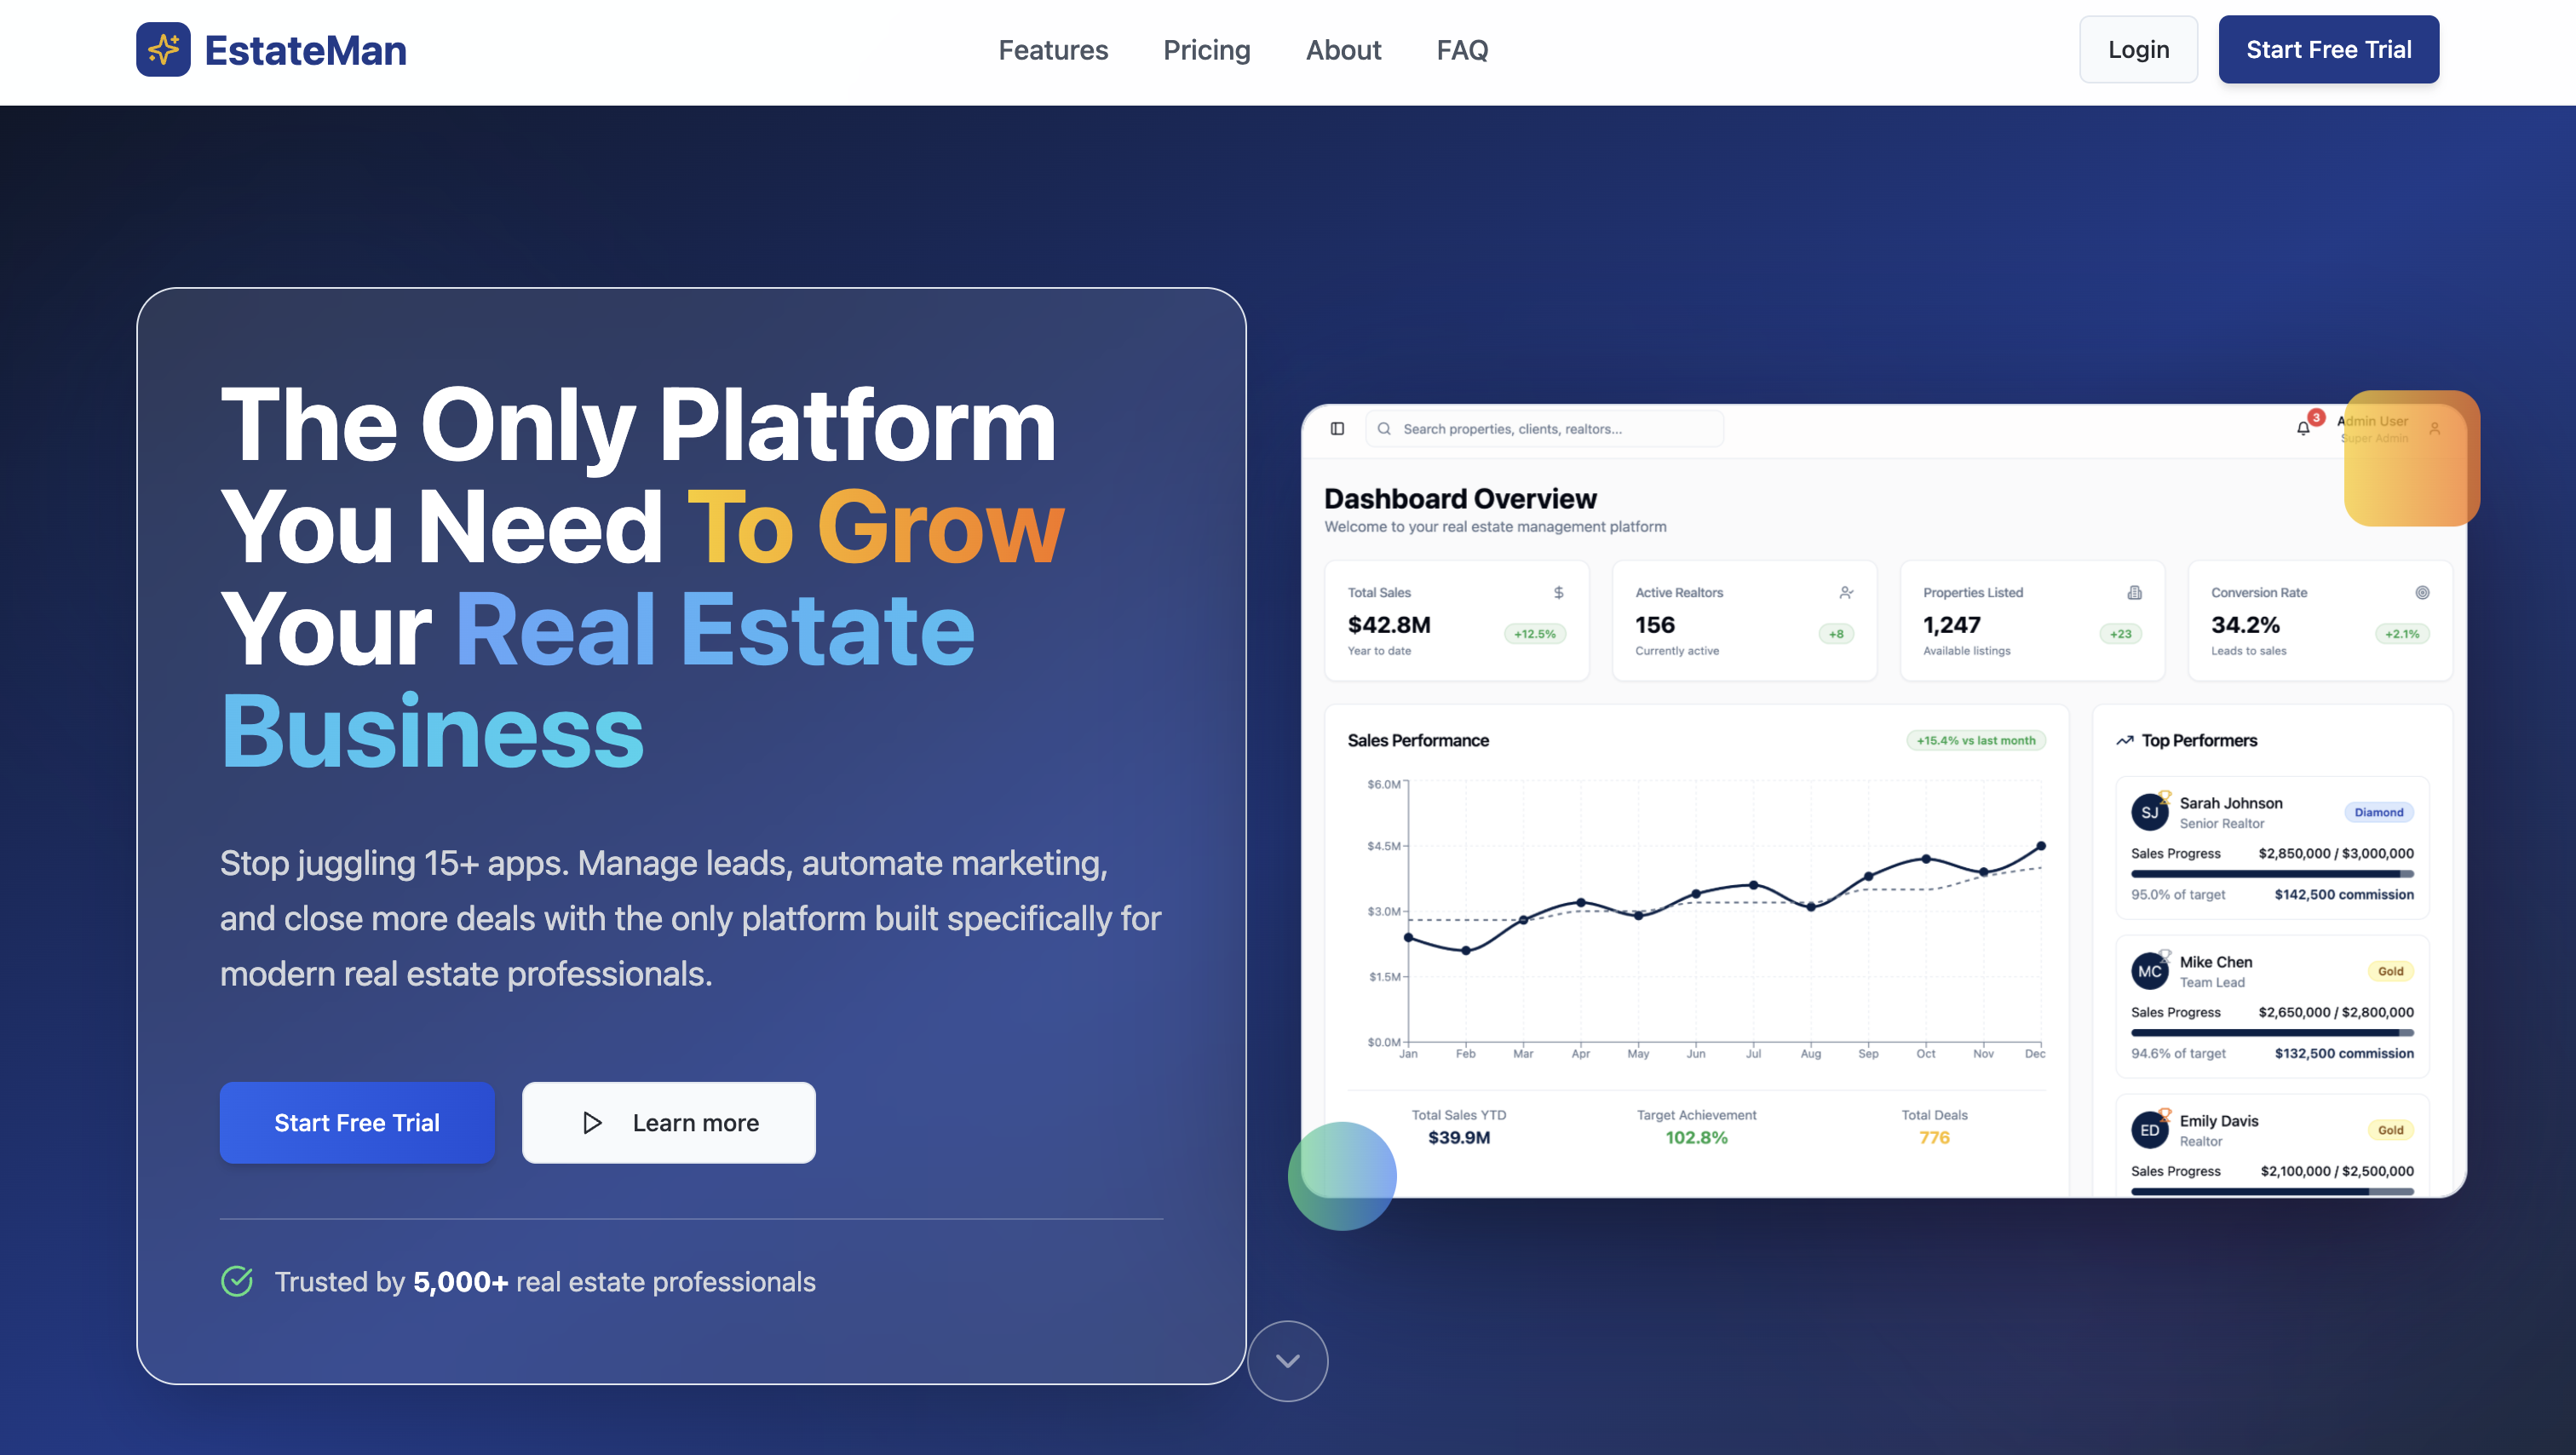 EstateMan
Features
Pricing
About
FAQ
Login
Start Free Trial
The Only Platform
You Need To Grow
Your Real Estate
Business
Stop juggling 15+ apps. Manage leads, automate marketing,
and close more deals with the only platform built specifically for
modern real estate professionals.
Start Free Trial
Learn more
Trusted by 5,000+ real estate professionals
Search properties, clients, realtors...
3
Admin User
Super Admin
Dashboard Overview
Welcome to your real estate management platform
Total Sales
$42.8M
+12.5%
Year to date
Active Realtors
156
+8
Currently active
Properties Listed
1,247
+23
Available listings
Conversion Rate
34.2%
+2.1%
Leads to sales
Sales Performance
+15.4% vs last month
$6.0M
$4.5M
$3.0M
$1.5M
$0.0M
Jan Feb Mar Apr May Jun Jul Aug Sep Oct Nov Dec
Total Sales YTD
$39.9M
Target Achievement
102.8%
Total Deals
776
Top Performers
SJ
Sarah Johnson
Senior Realtor
Diamond
Sales Progress $2,850,000 / $3,000,000
95.0% of target $142,500 commission
MC
Mike Chen
Team Lead
Gold
Sales Progress $2,650,000 / $2,800,000
94.6% of target $132,500 commission
ED
Emily Davis
Realtor
Gold
Sales Progress $2,100,000 / $2,500,000